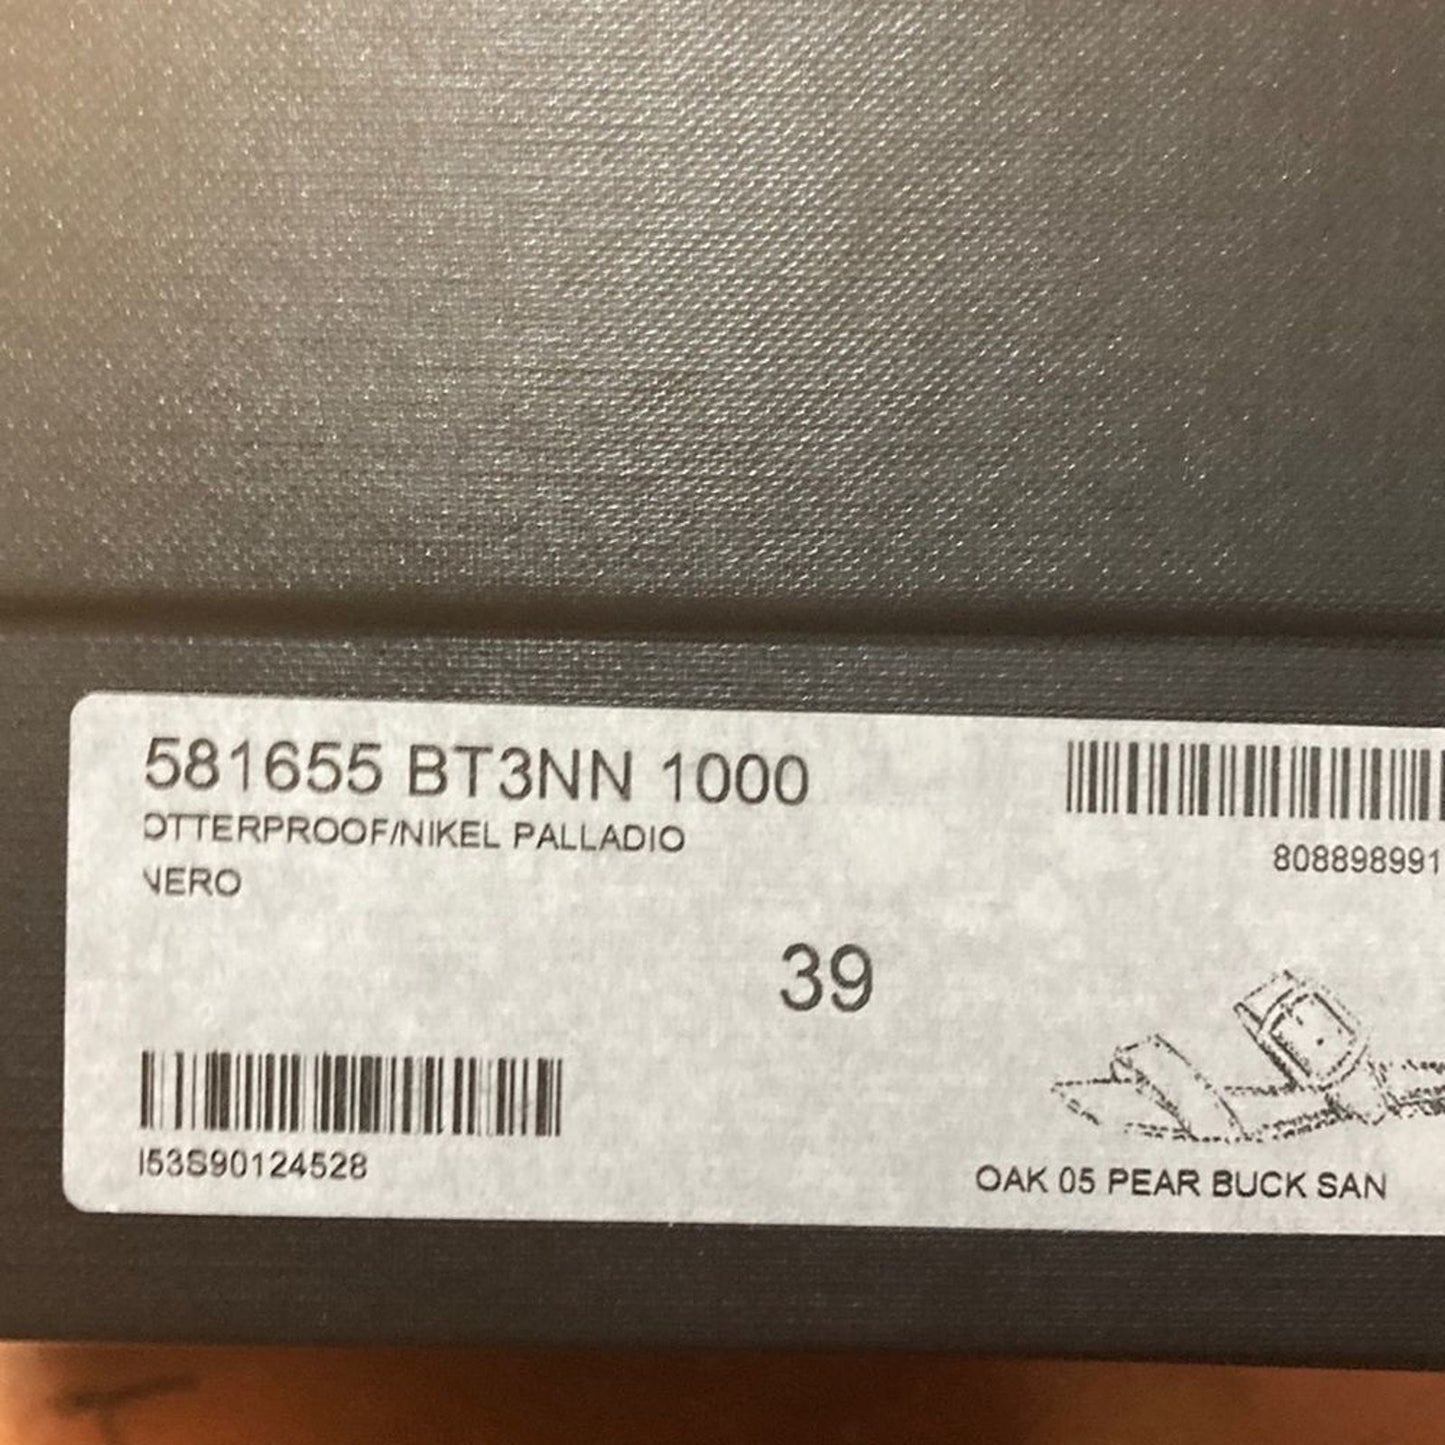 581655 BT3NN 1000
OTTERPROOF/NIKEL PALLADIO
NERO
808898991
39
I53S90124528
OAK 05 PEAR BUCK SAN